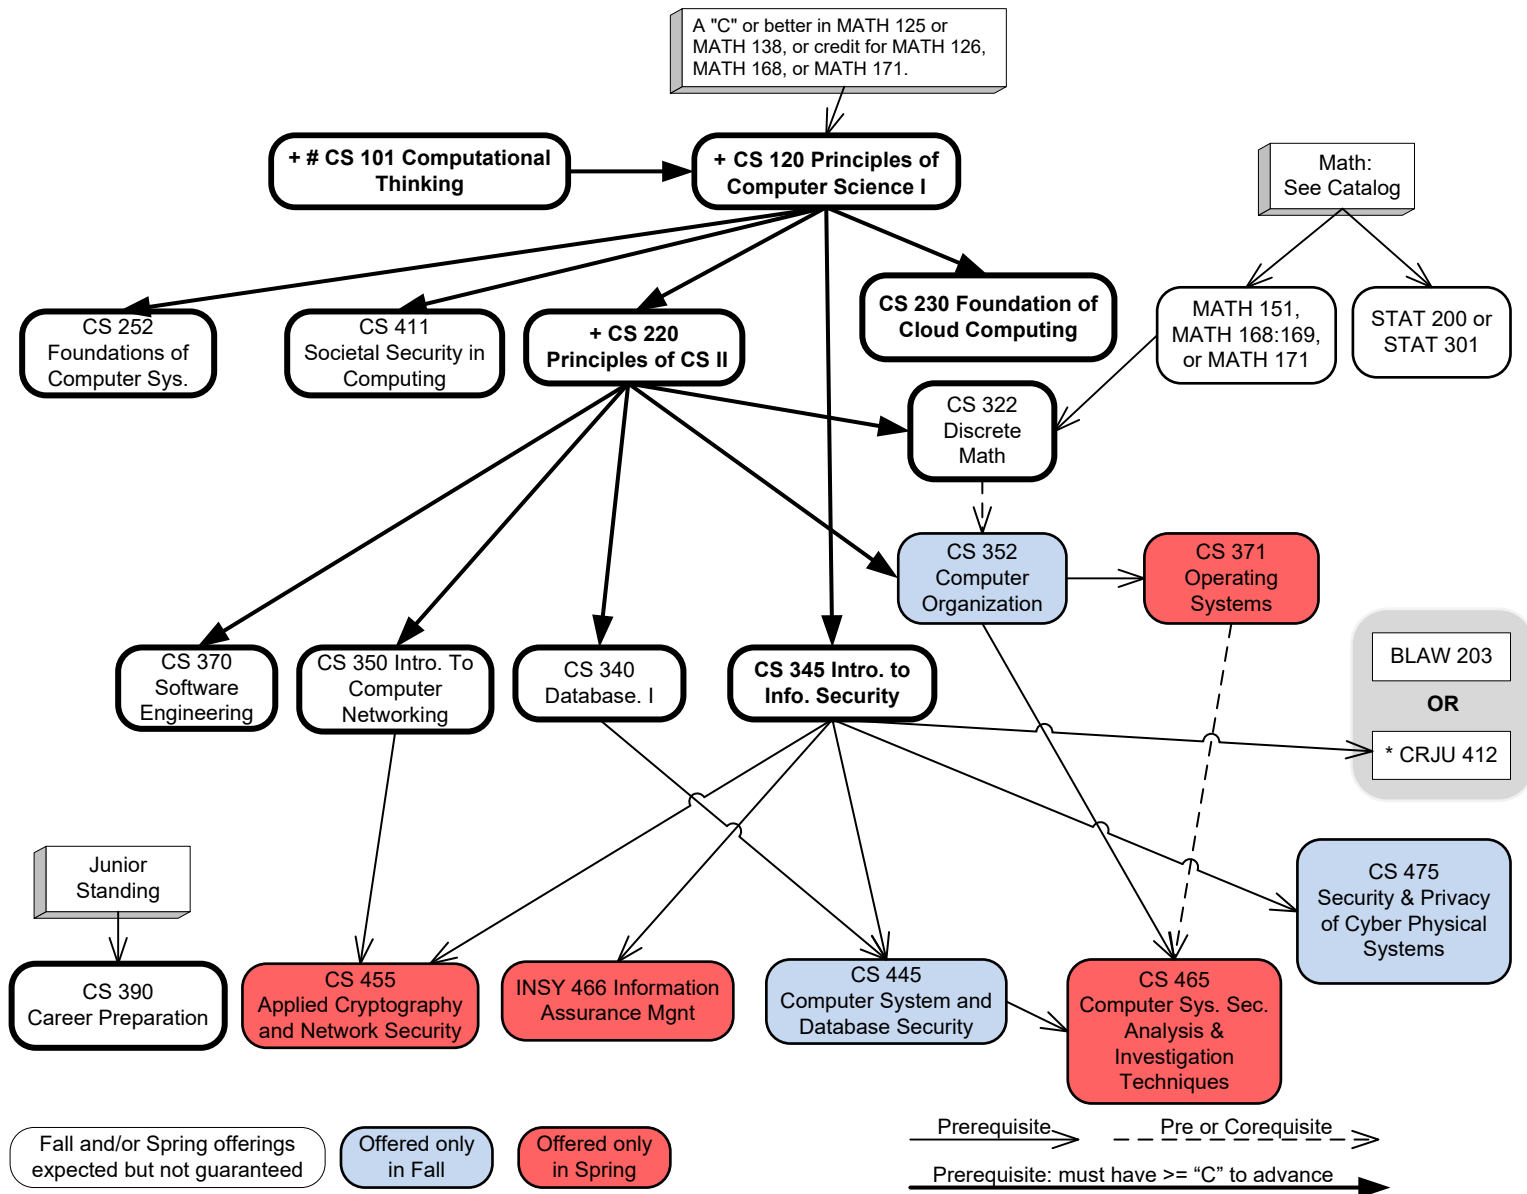 A "C" or better in MATH 125 or
MATH 138, or credit for MATH 126,
MATH 168, or MATH 171.
+ # CS 101 Computational
Thinking
+ CS 120 Principles of
Computer Science I
Math:
See Catalog
CS 252
Foundations of
Computer Sys.
CS 411
Societal Security in
Computing
+ CS 220
Principles of CS II
CS 230 Foundation of
Cloud Computing
MATH 151,
MATH 168:169,
or MATH 171
STAT 200 or
STAT 301
CS 322
Discrete
Math
CS 352
Computer
Organization
CS 371
Operating
Systems
CS 370
Software
Engineering
CS 350 Intro. To
Computer
Networking
CS 340
Database. I
CS 345 Intro. to
Info. Security
BLAW 203
OR
* CRJU 412
Junior
Standing
CS 475
Security & Privacy
of Cyber Physical
Systems
CS 390
Career Preparation
CS 455
Applied Cryptography
and Network Security
INSY 466 Information
Assurance Mgnt
CS 445
Computer System and
Database Security
CS 465
Computer Sys. Sec.
Analysis &
Investigation
Techniques
Fall and/or Spring offerings
expected but not guaranteed
Offered only
in Fall
Offered only
in Spring
Prerequisite
Pre or Corequisite
Prerequisite: must have >= “C” to advance